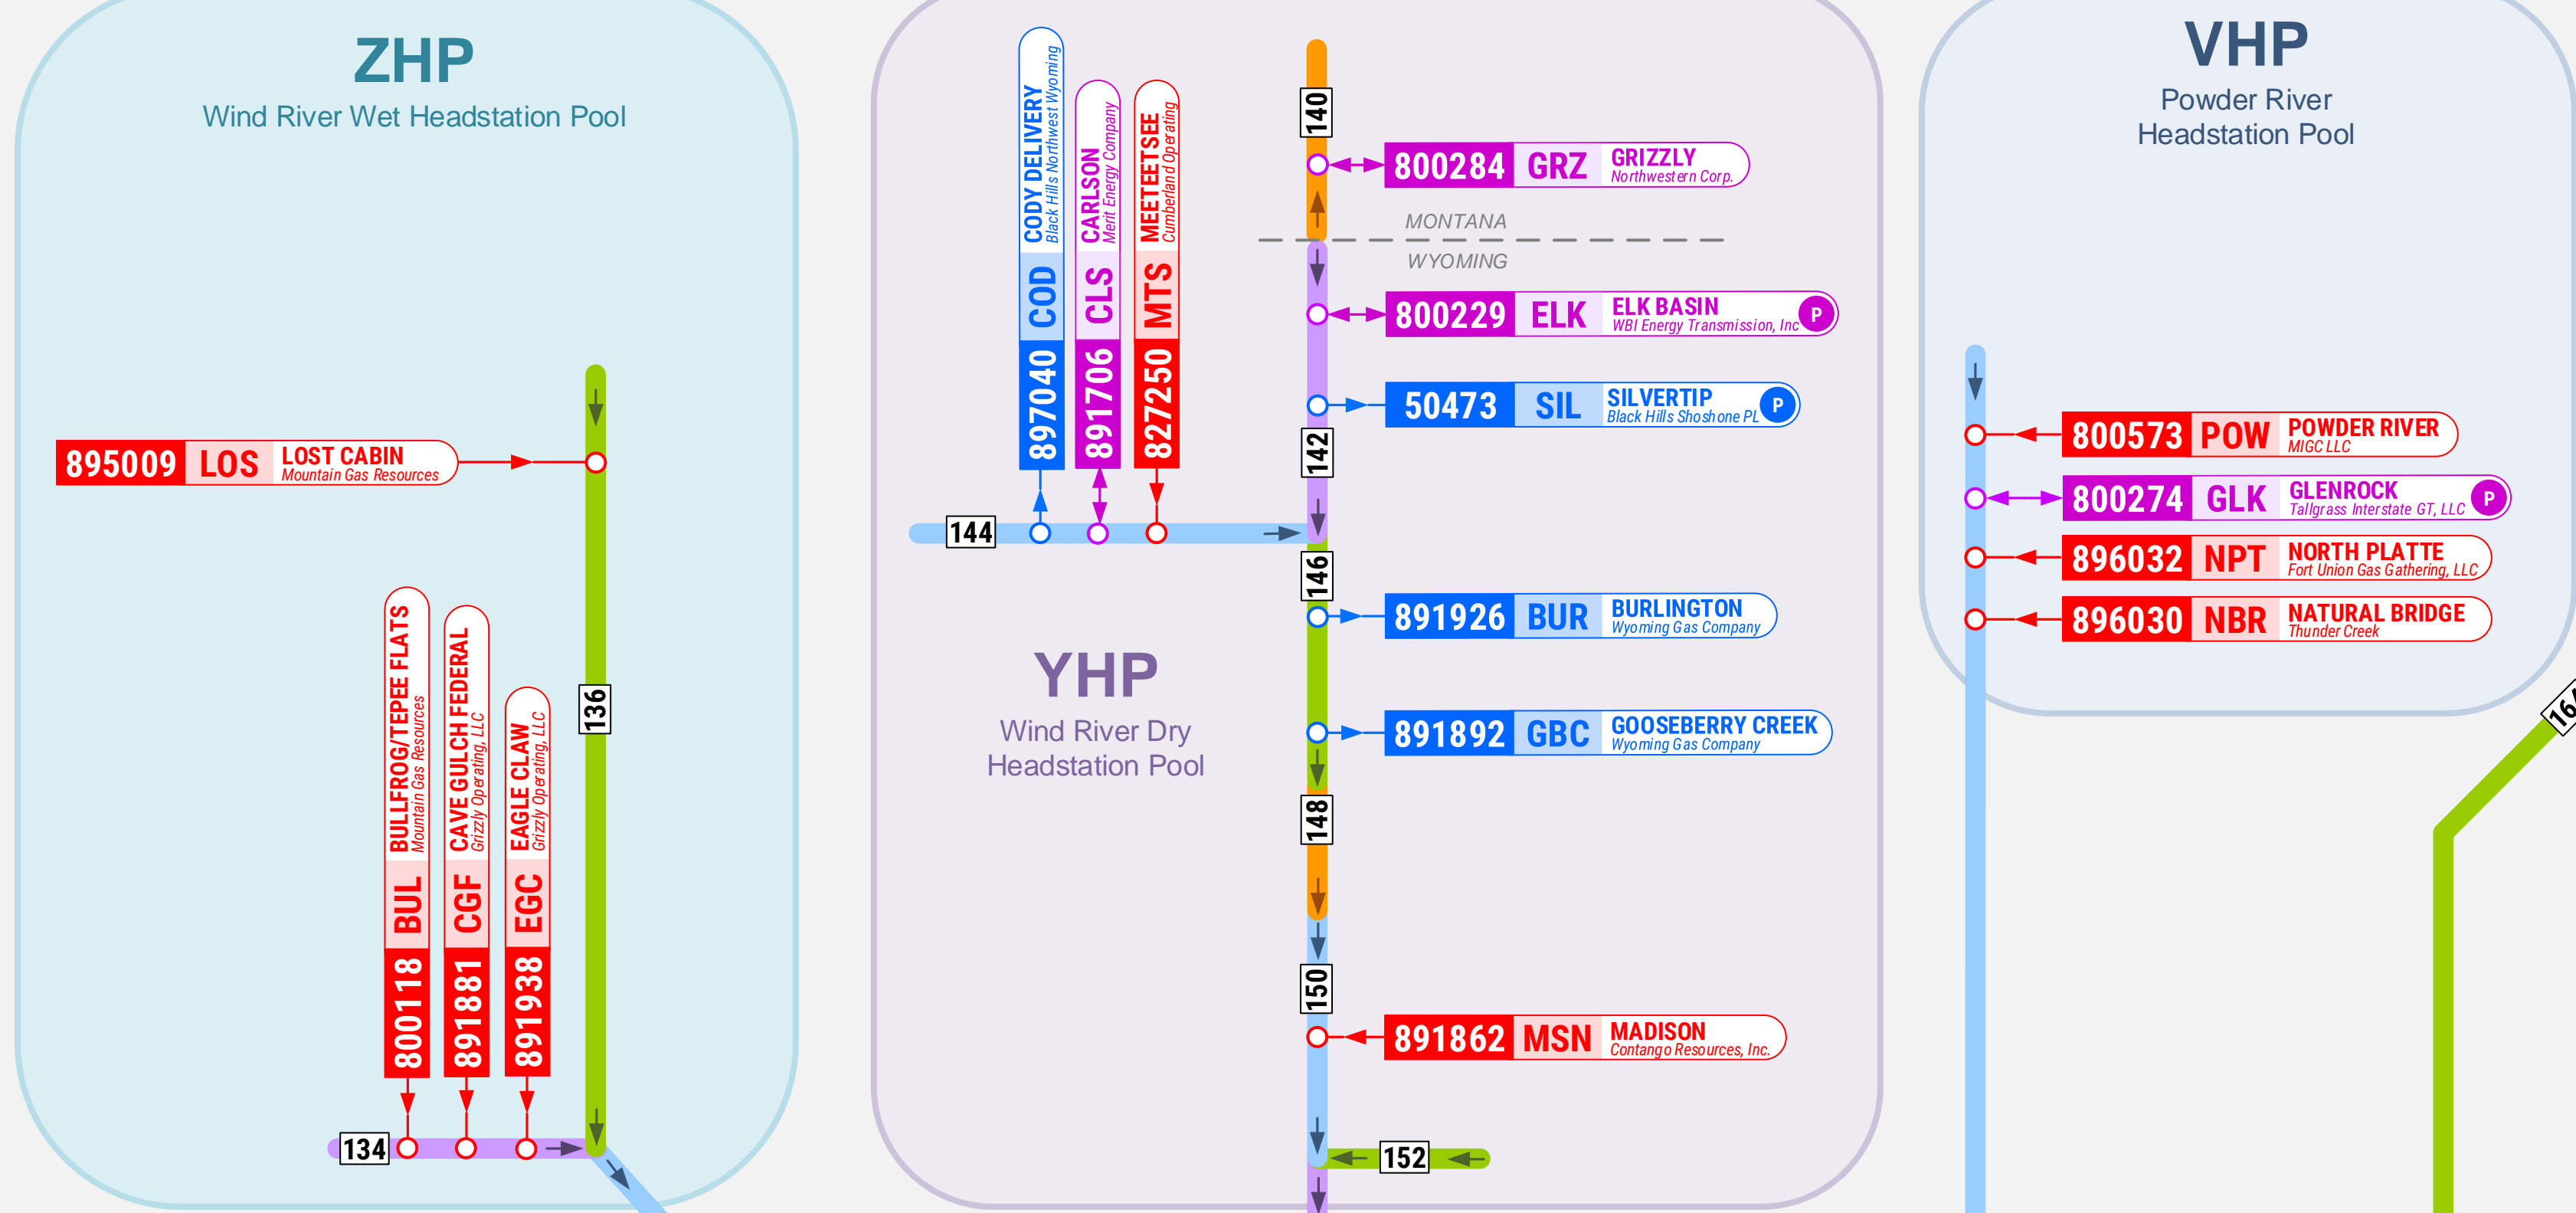 ZHP
Wind River Wet Headstation Pool
895009 LOS LOST CABIN
Mountain Gas Resources
136
BULLFROG/TEPEE FLATS
Mountain Gas Resources
BUL
800118
CAVE GULCH FEDERAL
Grizzly Operating, LLC
CGF
891881
EAGLE CLAW
Grizzly Operating, LLC
EGC
891938
134
CODY DELIVERY
Black Hills Northwest Wyoming
COD
897040
CARLSON
Merit Energy Company
CLS
891706
MEETEETSEE
Cumberland Operating
MTS
827250
144
140
800284 GRZ GRIZZLY
Northwestern Corp.
MONTANA
WYOMING
800229 ELK ELK BASIN
WBI Energy Transmission, Inc
P
50473 SIL SILVERTIP
Black Hills Shoshone PL
P
142
146
891926 BUR BURLINGTON
Wyoming Gas Company
YHP
Wind River Dry
Headstation Pool
891892 GBC GOOSEBERRY CREEK
Wyoming Gas Company
148
150
891862 MSN MADISON
Contango Resources, Inc.
152
VHP
Powder River
Headstation Pool
800573 POW POWDER RIVER
MIGC LLC
800274 GLK GLENROCK
Tallgrass Interstate GT, LLC
P
896032 NPT NORTH PLATTE
Fort Union Gas Gathering, LLC
896030 NBR NATURAL BRIDGE
Thunder Creek